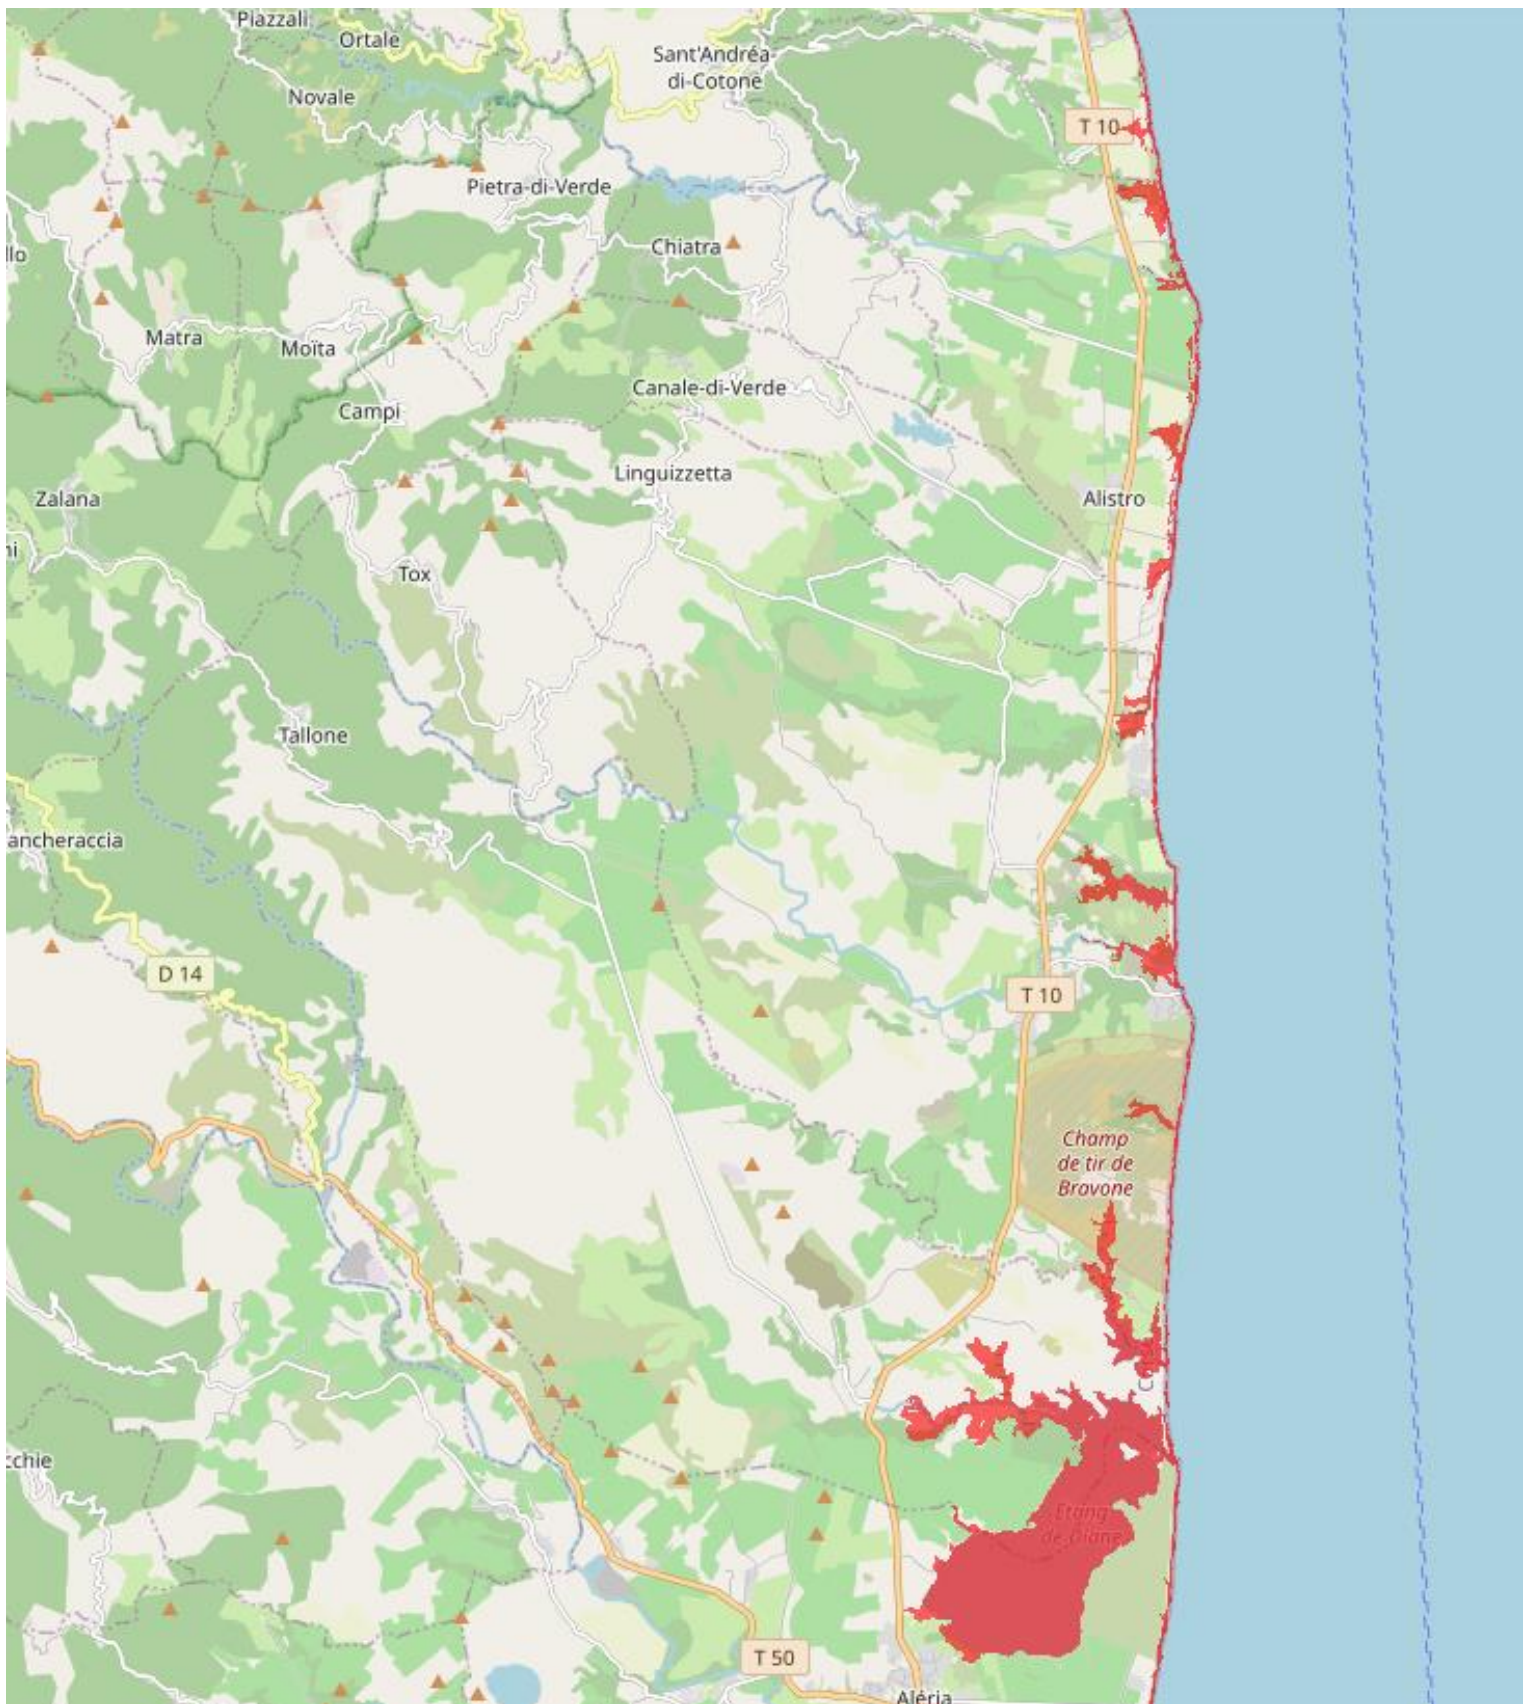 Piazzali
Ortale
Sant'Andréa-
di-Cotone
Novale
T 10
Pietra-di-Verde
Chiatra
llo
Matra
Moïta
Canale-di-Verde
Campi
Linguizzetta
Zalana
Alistro
ni
Tox
Tallone
ancheraccia
D 14
T 10
Champ
de tir de
Bravone
cchie
Etang
de Diane
T 50
Aléria